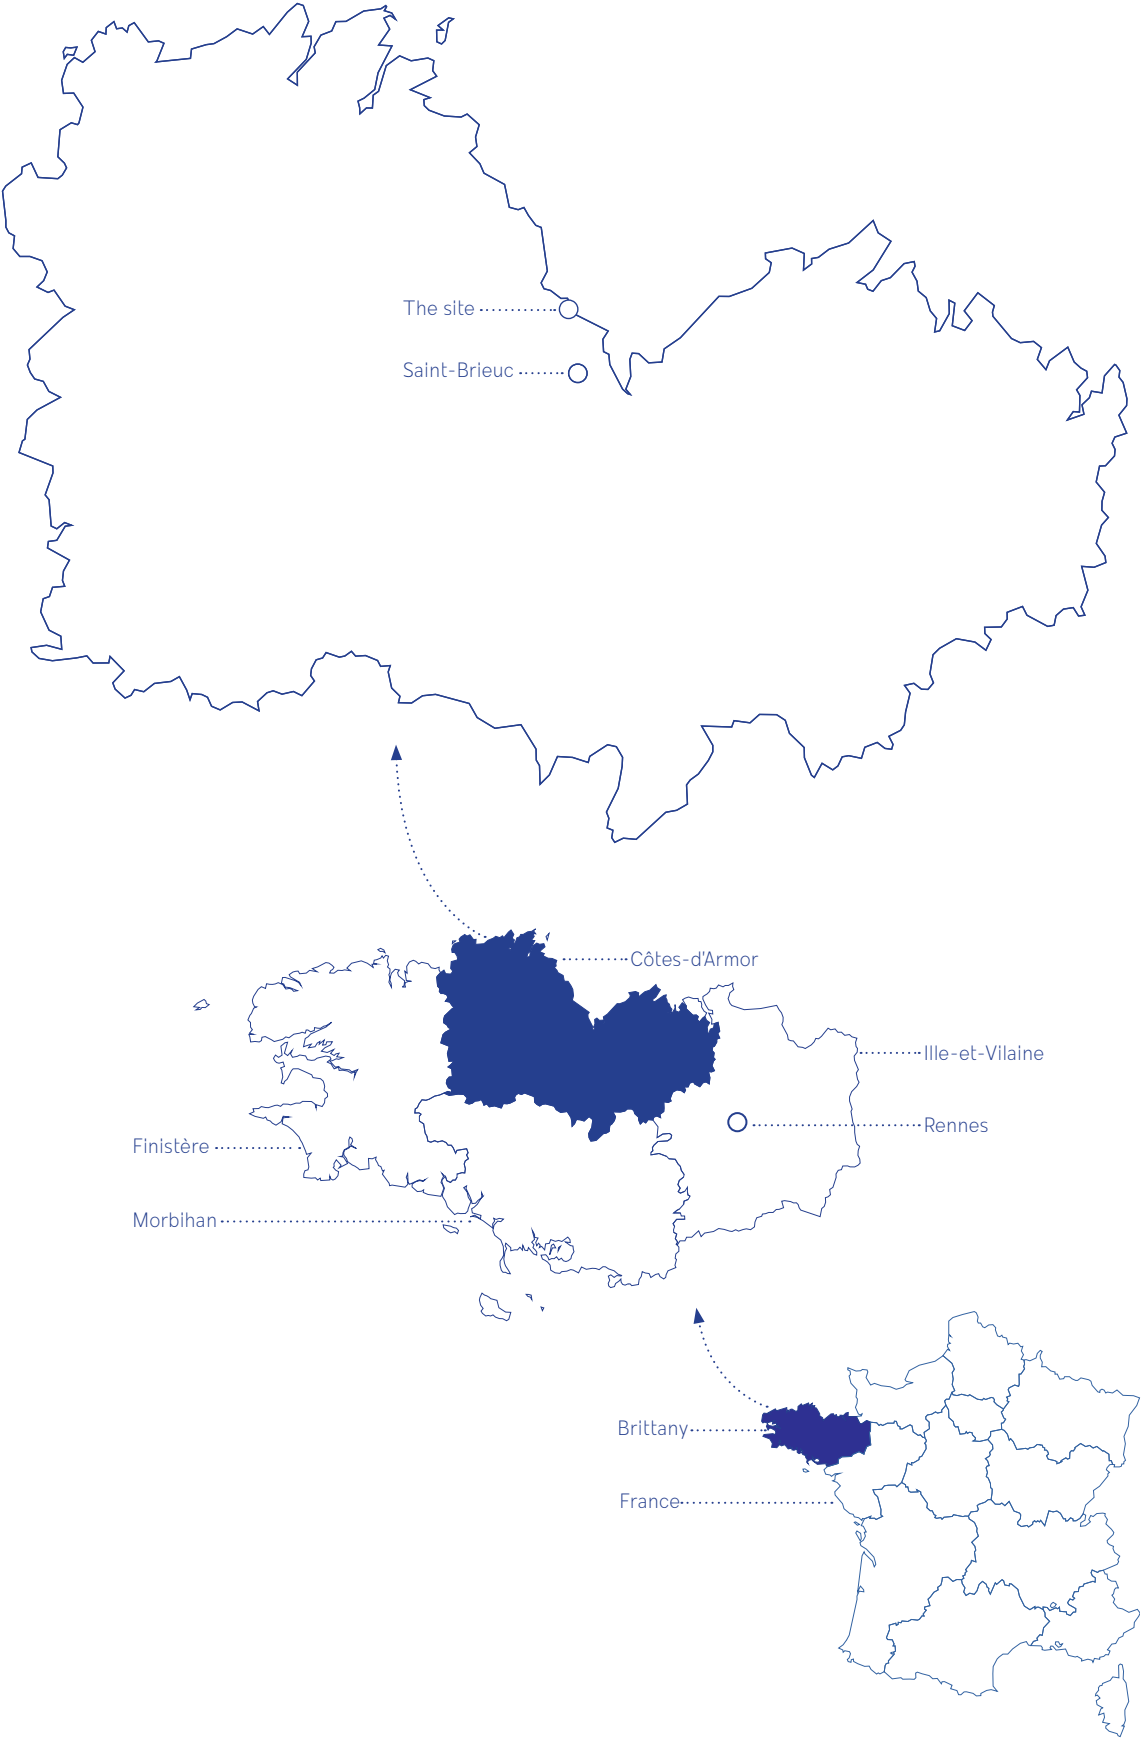 The site
Saint-Brieuc
Côtes-d'Armor
Ille-et-Vilaine
Rennes
Finistère
Morbihan
Brittany
France